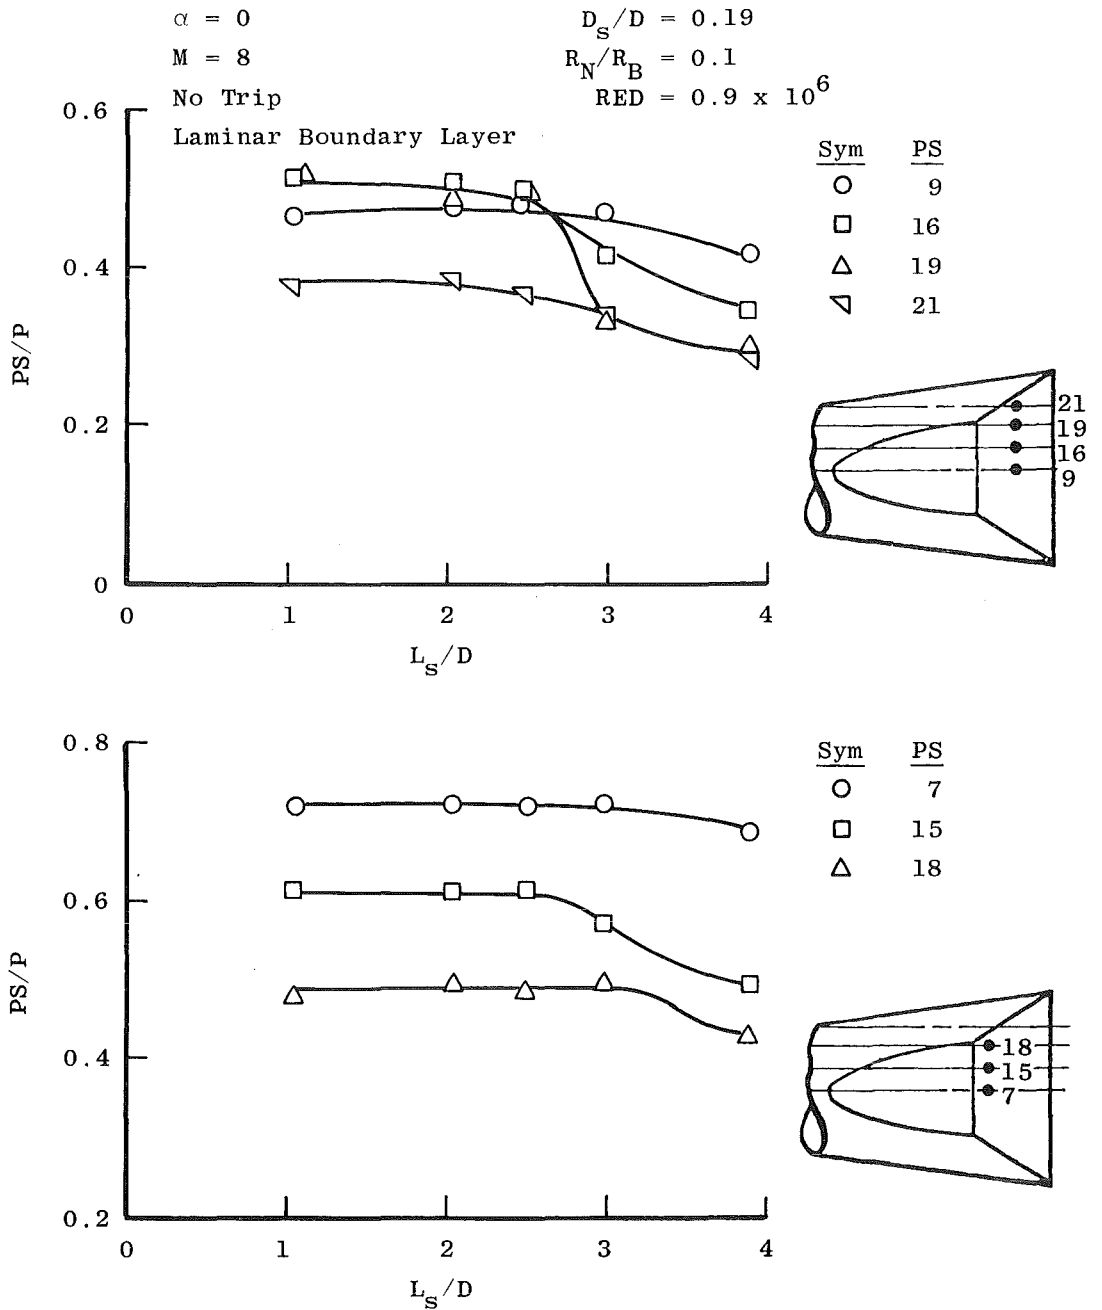 α = 0    D_s/D = 0.19
M = 8    R_N/R_B = 0.1
No Trip    RED = 0.9 x 10^6
Laminar Boundary Layer
0.6
0.4
0.2
0
PS/P
0 1 2 3 4
L_s/D
Sym PS
9
16
19
21
21
19
16
9
0.8
0.6
0.4
0.2
PS/P
0 1 2 3 4
L_s/D
Sym PS
7
15
18
18
15
7